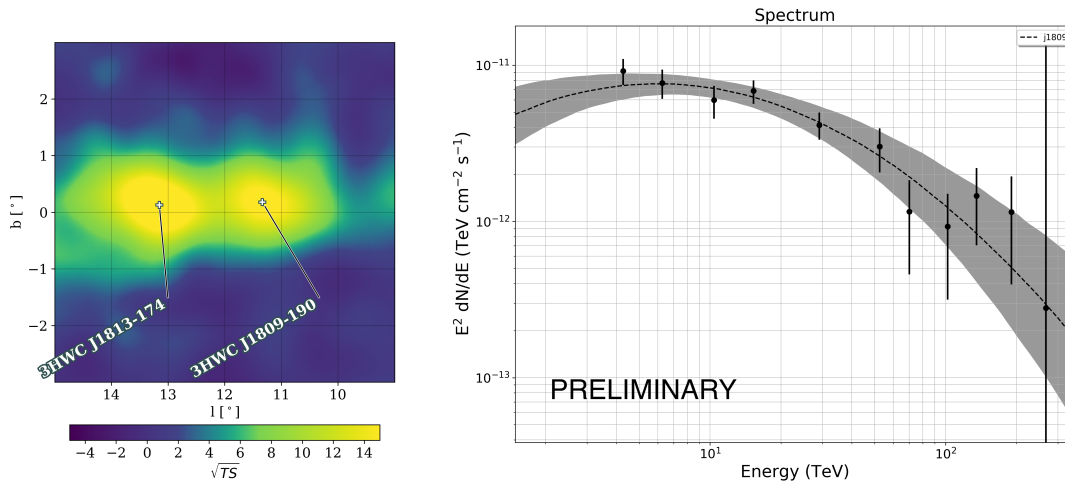 2
1
0
−1
−2
b [°]
3HWC J1813-174
3HWC J1809-190
14 13 12 11 10
l [°]
−4 −2 0 2 4 6 8 10 12 14
√TS
Spectrum
j1809
10⁻¹¹
10⁻¹²
10⁻¹³
E² dN/dE (TeV cm⁻² s⁻¹)
PRELIMINARY
10¹ 10²
Energy (TeV)